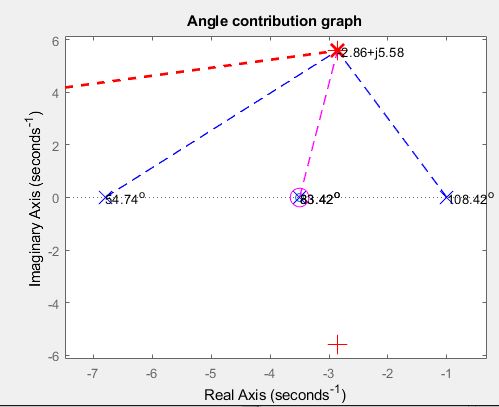 Angle contribution graph
6
4
2
0
-2
-4
-6
Imaginary Axis (seconds⁻¹)
2.86+j5.58
54.74°
83.42°
108.42°
-7 -6 -5 -4 -3 -2 -1
Real Axis (seconds⁻¹)